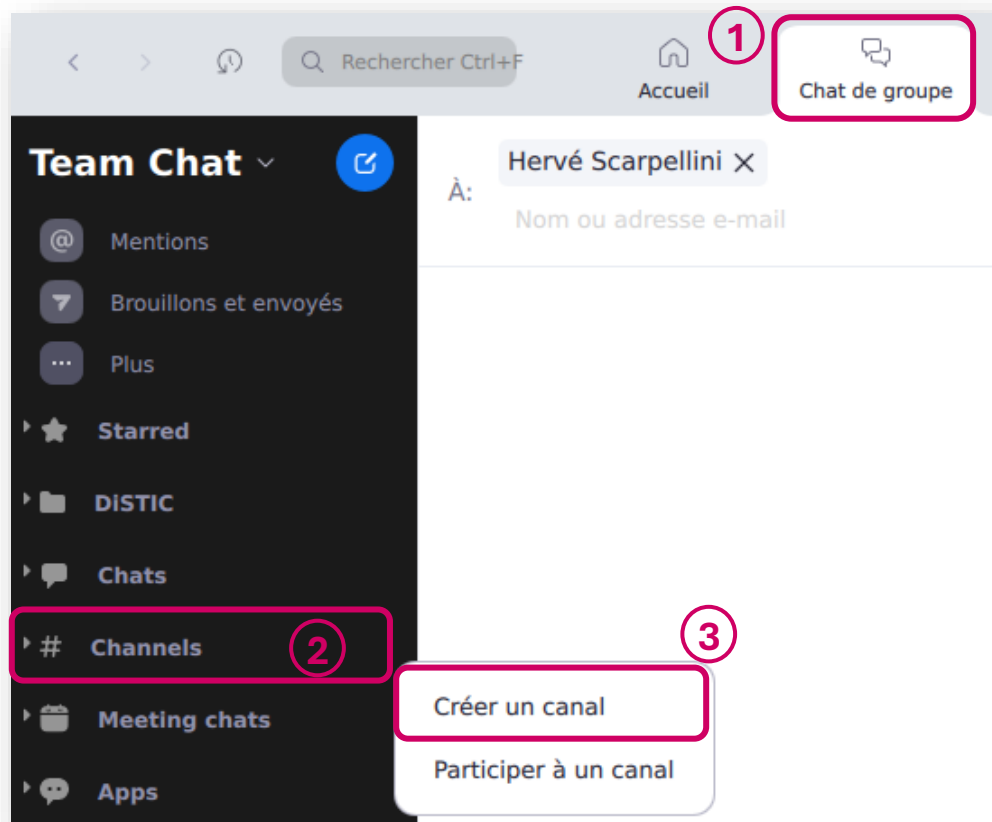 Rechercher Ctrl+F
Accueil
1
Chat de groupe
Team Chat
À:
Hervé Scarpellini
Nom ou adresse e-mail
@
Mentions
Brouillons et envoyés
Plus
Starred
DiSTIC
Chats
# Channels
2
3
Créer un canal
Participer à un canal
Meeting chats
Apps